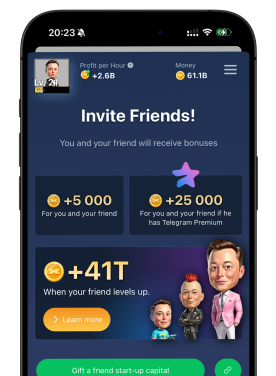 20:23
Profit per Hour
+2.6B
Money
61.1B
Invite Friends!
You and your friend will receive bonuses
+5 000
For you and your friend
+25 000
For you and your friend if he
has Telegram Premium
+41T
When your friend levels up.
Learn more
Gift a friend start-up capital